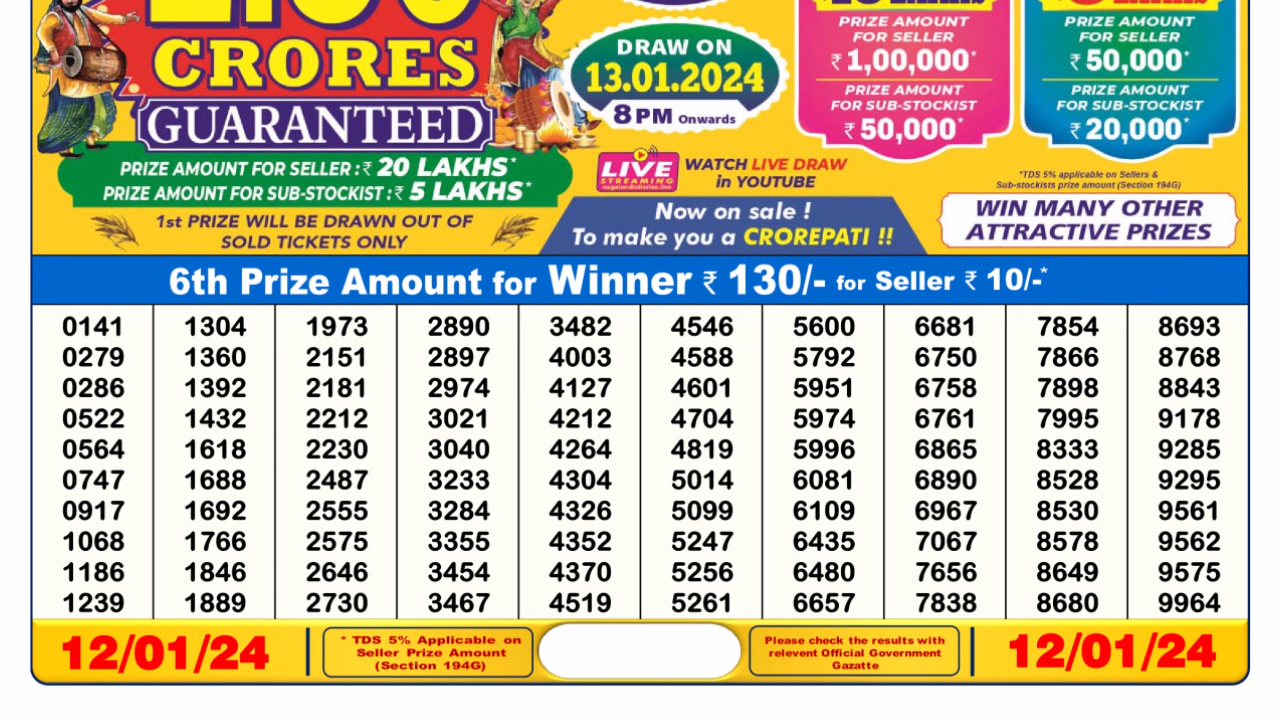 CRORES
GUARANTEED
PRIZE AMOUNT FOR SELLER :₹ 20 LAKHS*
PRIZE AMOUNT FOR SUB-STOCKIST :₹ 5 LAKHS*
1st PRIZE WILL BE DRAWN OUT OF
SOLD TICKETS ONLY
DRAW ON
13.01.2024
8 PM Onwards
LIVE
STREAMING
nagalandlotteries.live
WATCH LIVE DRAW
in YOUTUBE
Now on sale !
To make you a CROREPATI !!
PRIZE AMOUNT
FOR SELLER
₹ 1,00,000*
PRIZE AMOUNT
FOR SUB-STOCKIST
₹ 50,000*
PRIZE AMOUNT
FOR SELLER
₹ 50,000*
PRIZE AMOUNT
FOR SUB-STOCKIST
₹ 20,000*
*TDS 5% applicable on Sellers &
Sub-stockists prize amount (Section 194G)
WIN MANY OTHER
ATTRACTIVE PRIZES
6th Prize Amount for Winner ₹ 130/- for Seller ₹ 10/-*
0141 1304 1973 2890 3482 4546 5600 6681 7854 8693
0279 1360 2151 2897 4003 4588 5792 6750 7866 8768
0286 1392 2181 2974 4127 4601 5951 6758 7898 8843
0522 1432 2212 3021 4212 4704 5974 6761 7995 9178
0564 1618 2230 3040 4264 4819 5996 6865 8333 9285
0747 1688 2487 3233 4304 5014 6081 6890 8528 9295
0917 1692 2555 3284 4326 5099 6109 6967 8530 9561
1068 1766 2575 3355 4352 5247 6435 7067 8578 9562
1186 1846 2646 3454 4370 5256 6480 7656 8649 9575
1239 1889 2730 3467 4519 5261 6657 7838 8680 9964
12/01/24
* TDS 5% Applicable on
Seller Prize Amount
(Section 194G)
Please check the results with
relevent Official Government
Gazatte
12/01/24